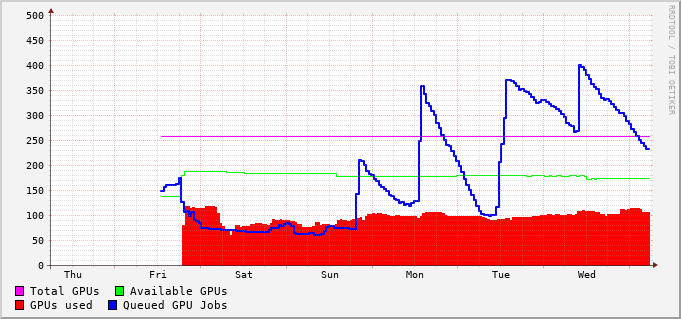 500
450
400
350
300
250
200
150
100
50
0
Thu Fri Sat Sun Mon Tue Wed
Total GPUs Available GPUs
GPUs used Queued GPU Jobs
RRDTOOL / TOBI OETIKER